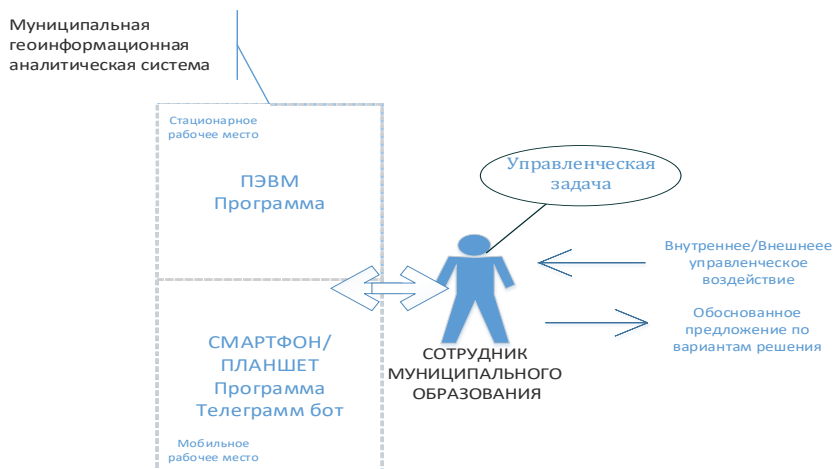 Муниципальная
геоинформационная
аналитическая система
Стационарное
рабочее место
ПЭВМ
Программа
Управленческая
задача
Внутреннее/Внешнеее
управленческое
воздействие
Обоснованное
предложение по
вариантам решения
СМАРТФОН/
ПЛАНШЕТ
Программа
Телеграмм бот
СОТРУДНИК
МУНИЦИПАЛЬНОГО
ОБРАЗОВАНИЯ
Мобильное
рабочее место